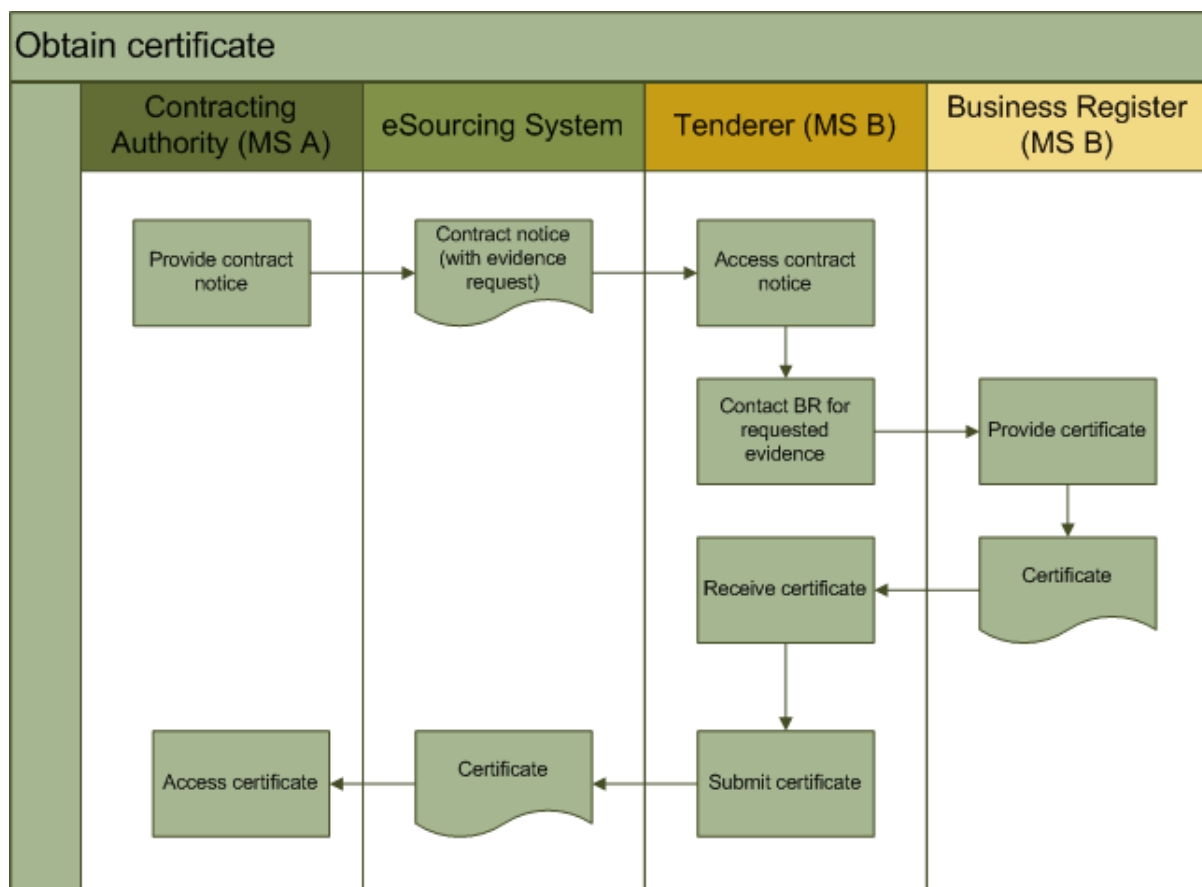 Obtain certificate
Contracting
Authority (MS A)
eSourcing System
Tenderer (MS B)
Business Register
(MS B)
Provide contract
notice
Contract notice
(with evidence
request)
Access contract
notice
Contact BR for
requested
evidence
Provide certificate
Receive certificate
Certificate
Access certificate
Certificate
Submit certificate